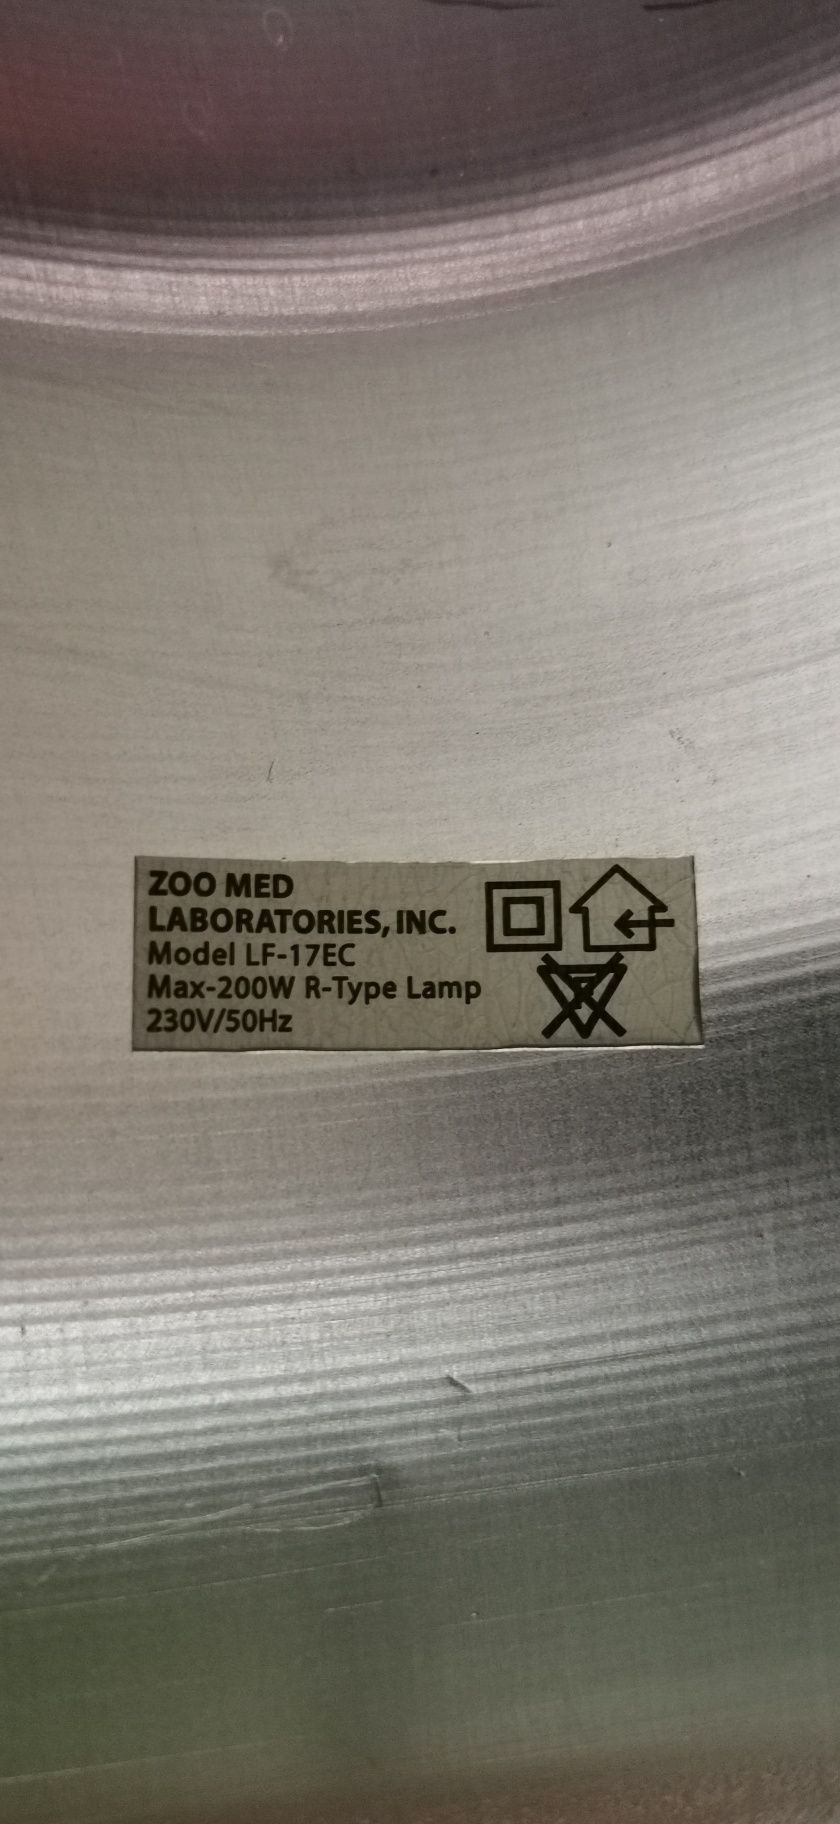 ZOO MED
LABORATORIES, INC.
Model LF-17EC
Max-200W R-Type Lamp
230V/50Hz